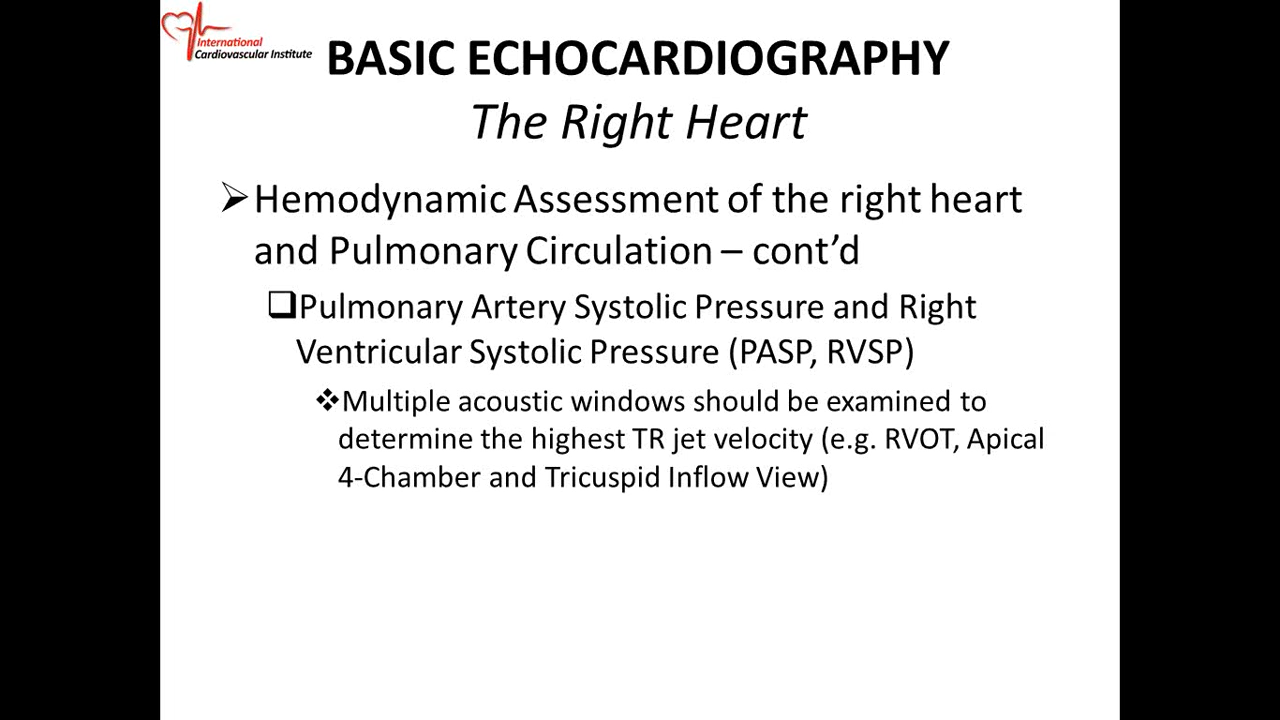 International
Cardiovascular Institute
BASIC ECHOCARDIOGRAPHY
The Right Heart
Hemodynamic Assessment of the right heart
and Pulmonary Circulation – cont’d
Pulmonary Artery Systolic Pressure and Right
Ventricular Systolic Pressure (PASP, RVSP)
Multiple acoustic windows should be examined to
determine the highest TR jet velocity (e.g. RVOT, Apical
4-Chamber and Tricuspid Inflow View)